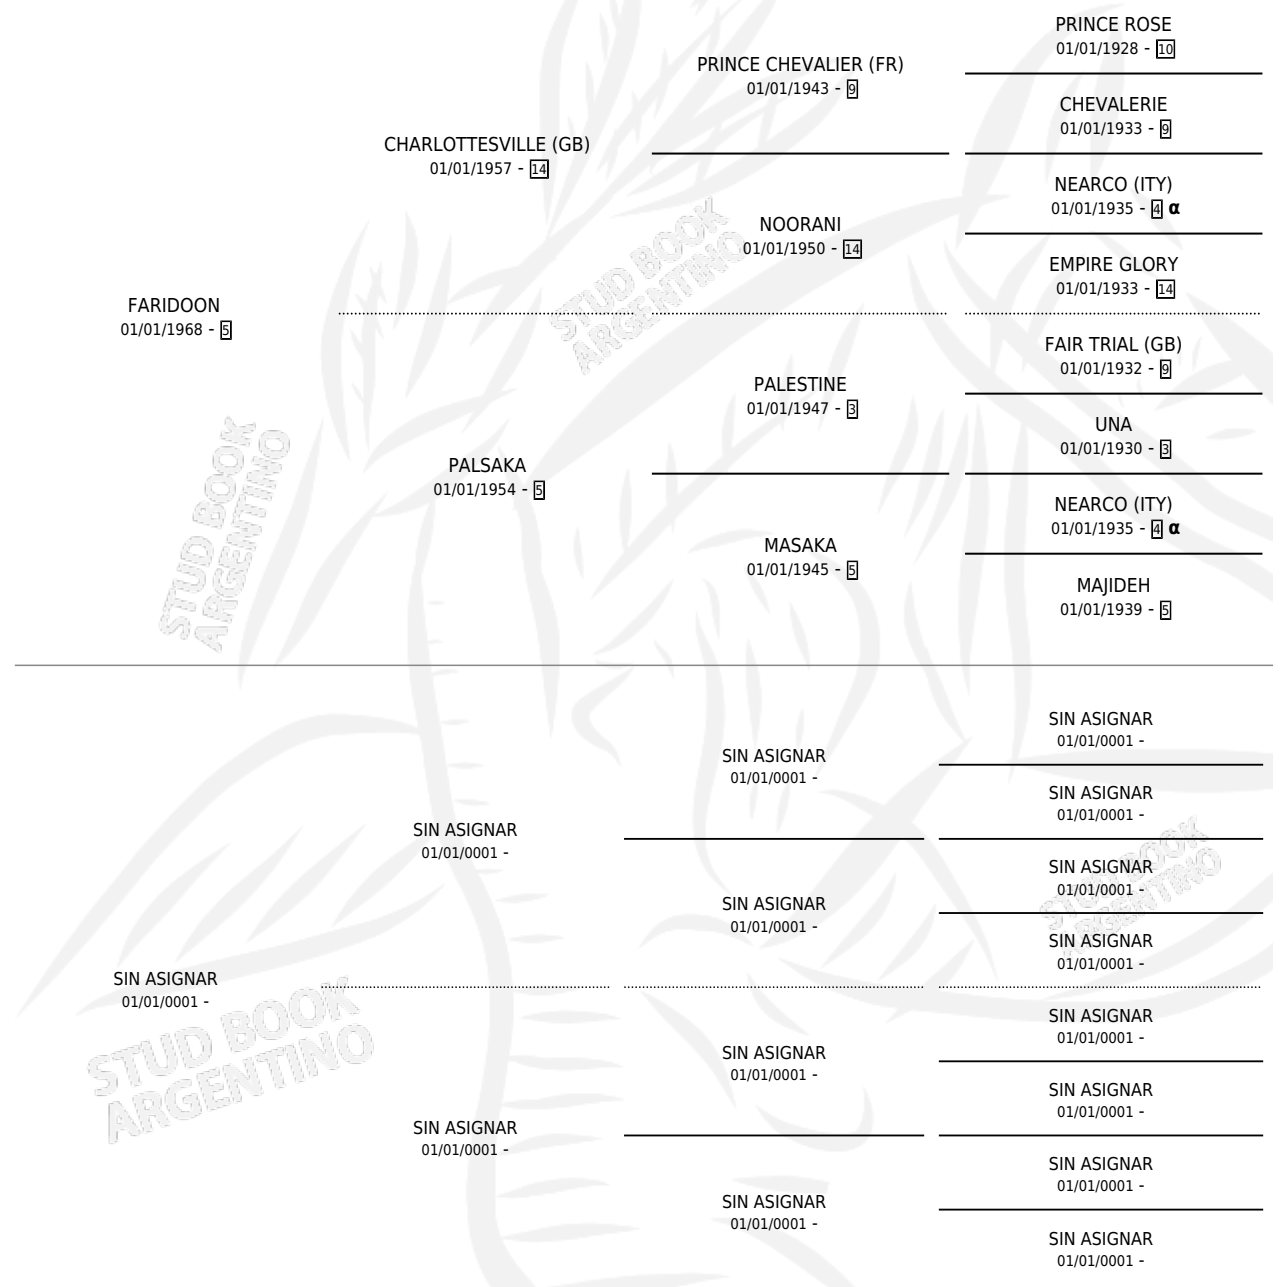 PRINCE ROSE
01/01/1928 - 10
PRINCE CHEVALIER (FR)
01/01/1943 - 9
CHEVALERIE
01/01/1933 - 9
CHARLOTTESVILLE (GB)
01/01/1957 - 14
NEARCO (ITY)
01/01/1935 - 4 α
NOORANI
01/01/1950 - 14
EMPIRE GLORY
01/01/1933 - 14
FARIDOON
01/01/1968 - 5
FAIR TRIAL (GB)
01/01/1932 - 9
PALESTINE
01/01/1947 - 3
UNA
01/01/1930 - 3
PALSAKA
01/01/1954 - 5
NEARCO (ITY)
01/01/1935 - 4 α
MASAKA
01/01/1945 - 5
MAJIDEH
01/01/1939 - 5
STUD BOOK
ARGENTINO
STUD BOOK
ARGENTINO
SIN ASIGNAR
01/01/0001 -
SIN ASIGNAR
01/01/0001 -
SIN ASIGNAR
01/01/0001 -
SIN ASIGNAR
01/01/0001 -
SIN ASIGNAR
01/01/0001 -
SIN ASIGNAR
01/01/0001 -
SIN ASIGNAR
01/01/0001 -
SIN ASIGNAR
01/01/0001 -
SIN ASIGNAR
01/01/0001 -
SIN ASIGNAR
01/01/0001 -
SIN ASIGNAR
01/01/0001 -
SIN ASIGNAR
01/01/0001 -
SIN ASIGNAR
01/01/0001 -
SIN ASIGNAR
01/01/0001 -
SIN ASIGNAR
01/01/0001 -
STUD BOOK
ARGENTINO
STUD BOOK
ARGENTINO